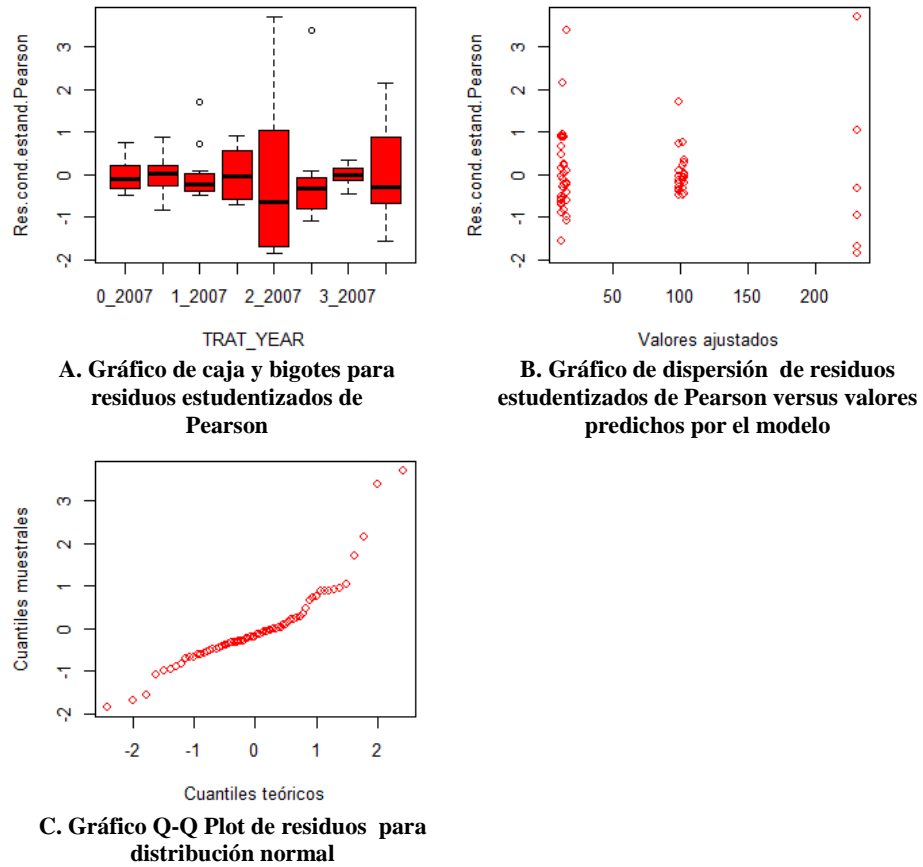 Res.cond.estand.Pearson
-2 -1 0 1 2 3
0_2007 1_2007 2_2007 3_2007
TRAT_YEAR
A. Gráfico de caja y bigotes para
residuos estudentizados de
Pearson
Res.cond.estand.Pearson
-2 -1 0 1 2 3
50 100 150 200
Valores ajustados
B. Gráfico de dispersión de residuos
estudentizados de Pearson versus valores
predichos por el modelo
Cuantiles muestrales
-2 -1 0 1 2 3
-2 -1 0 1 2
Cuantiles teóricos
C. Gráfico Q-Q Plot de residuos para
distribución normal